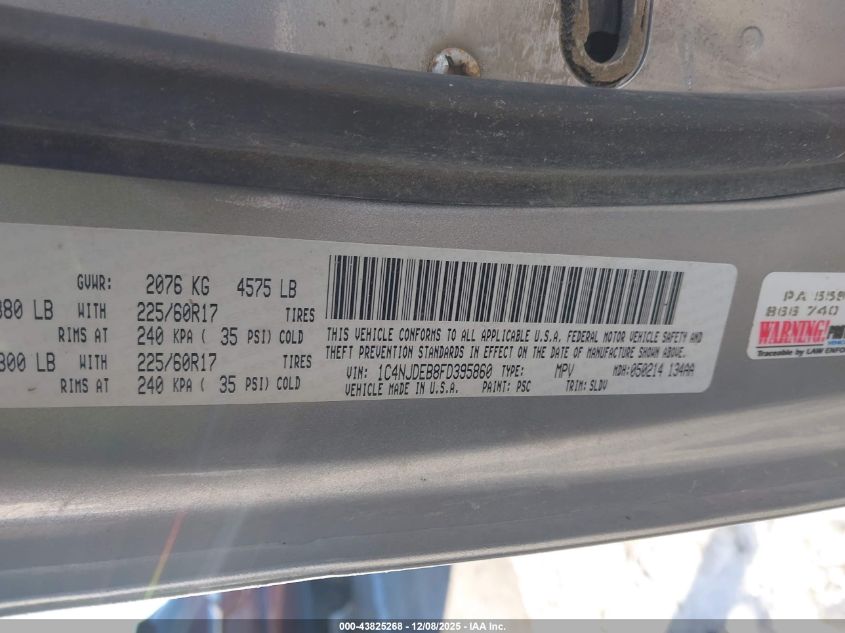 GVWR: 2076 KG 4575 LB
LB WITH 225/60R17 TIRES
RIMS AT 240 KPA ( 35 PSI) COLD
LB WITH 225/60R17 TIRES
RIMS AT 240 KPA ( 35 PSI) COLD
THIS VEHICLE CONFORMS TO ALL APPLICABLE U.S.A. FEDERAL MOTOR VEHICLE SAFETY AND
THEFT PREVENTION STANDARDS IN EFFECT ON THE DATE OF MANUFACTURE SHOWN ABOVE.
VIN: 1C4NJDEB8FD395860 TYPE: MPV MDH:050214 134AA
VEHICLE MADE IN U.S.A. PAINT: PSC TRIM: SLDV
PA
888 740
WARNING!
Traceable by LAW
000-43825268 - 12/08/2025 - IAA Inc.